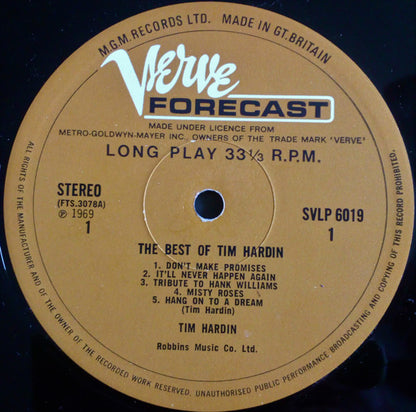 M.G.M. RECORDS LTD. MADE IN GT. BRITAIN
Verve
FORECAST
MADE UNDER LICENCE FROM
METRO-GOLDWYN-MAYER INC., OWNERS OF THE TRADE MARK "VERVE"
LONG PLAY 33⅓ R.P.M.
STEREO
(FTS.3078A)
℗ 1969
1
SVLP 6019
1
THE BEST OF TIM HARDIN
1. DON'T MAKE PROMISES
2. IT'LL NEVER HAPPEN AGAIN
3. TRIBUTE TO HANK WILLIAMS
4. MISTY ROSES
5. HANG ON TO A DREAM
(Tim Hardin)
TIM HARDIN
Robbins Music Co. Ltd.
ALL RIGHTS OF THE MANUFACTURER AND OF THE OWNER OF THE RECORDED WORK RESERVED. UNAUTHORISED PUBLIC PERFORMANCE BROADCASTING AND COPYING OF THIS RECORD PROHIBITED